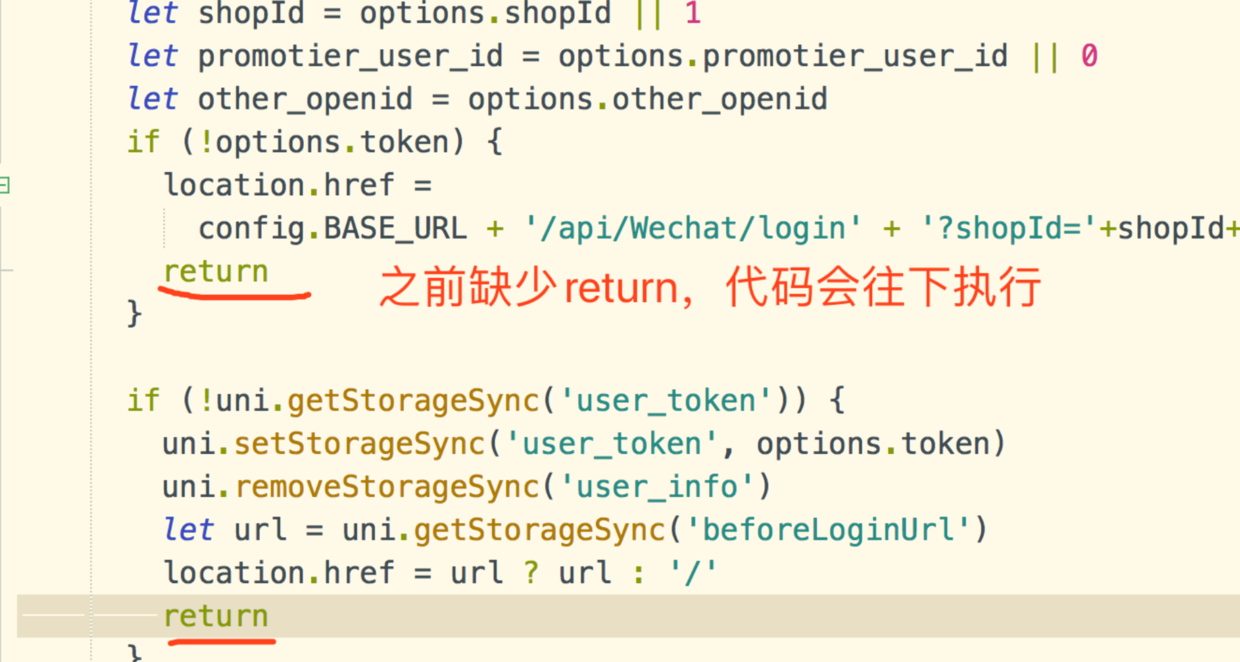 let shopId = options.shopId || 1
let promotier_user_id = options.promotier_user_id || 0
let other_openid = options.other_openid
if (!options.token) {
location.href =
config.BASE_URL + '/api/Wechat/login' + '?shopId='+shopId+
return
之前缺少return，代码会往下执行
}
if (!uni.getStorageSync('user_token')) {
uni.setStorageSync('user_token', options.token)
uni.removeStorageSync('user_info')
let url = uni.getStorageSync('beforeLoginUrl')
location.href = url ? url : '/'
return
}